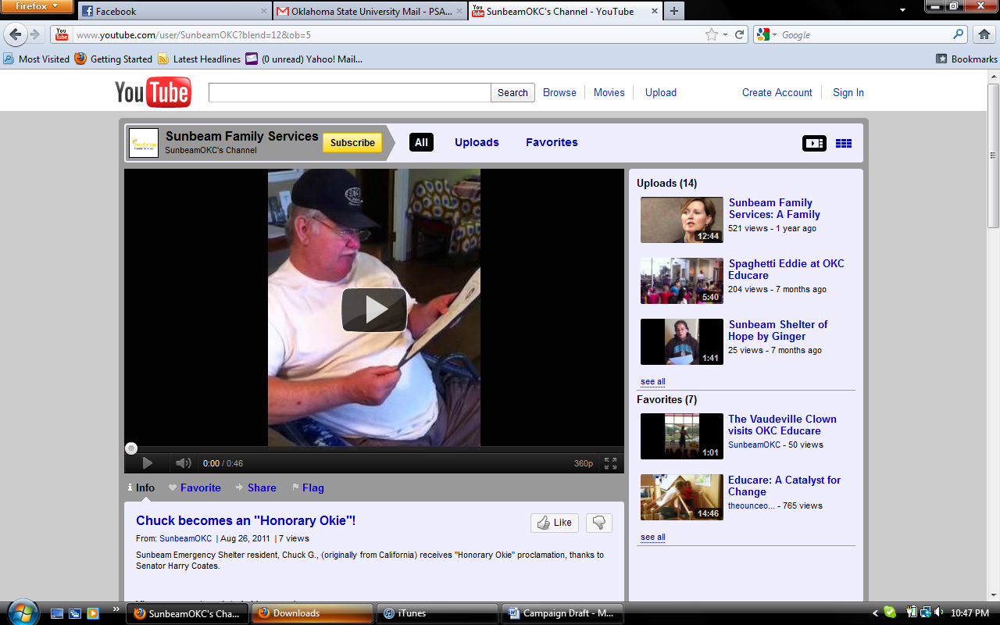 Firefox
Facebook
Oklahoma State University Mail - PSA...
SunbeamOKC's Channel - YouTube
www.youtube.com/user/SunbeamOKC?blend=12&ob=5
Google
Most Visited
Getting Started
Latest Headlines
(0 unread) Yahoo! Mail...
Bookmarks
YouTube
Search
Browse
Movies
Upload
Create Account
Sign In
Sunbeam Family Services
SunbeamOKC's Channel
Subscribe
All
Uploads
Favorites
0:00 / 0:46
360p
Info
Favorite
Share
Flag
Chuck becomes an "Honorary Okie"!
Like
From: SunbeamOKC | Aug 26, 2011 | 7 views
Sunbeam Emergency Shelter resident, Chuck G., (originally from California) receives "Honorary Okie" proclamation, thanks to
Senator Harry Coates.
Uploads (14)
12:44
Sunbeam Family
Services: A Family
521 views - 1 year ago
5:40
Spaghetti Eddie at OKC
Educare
204 views - 7 months ago
1:41
Sunbeam Shelter of
Hope by Ginger
25 views - 7 months ago
see all
Favorites (7)
1:01
The Vaudeville Clown
visits OKC Educare
SunbeamOKC - 50 views
14:46
Educare: A Catalyst for
Change
theounceo... - 765 views
see all
SunbeamOKC's Cha...
Downloads
iTunes
Campaign Draft - M...
10:47 PM